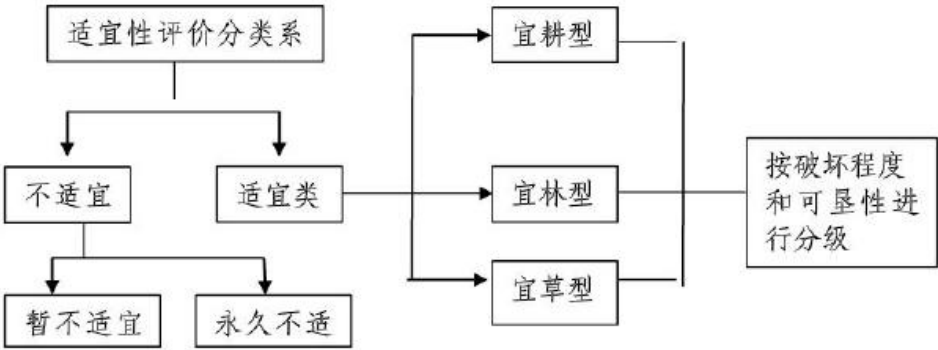 适宜性评价分类系
宜耕型
不适宜
适宜类
宜林型
按破坏程度
和可垦性进
行分级
宜草型
暂不适宜
永久不适